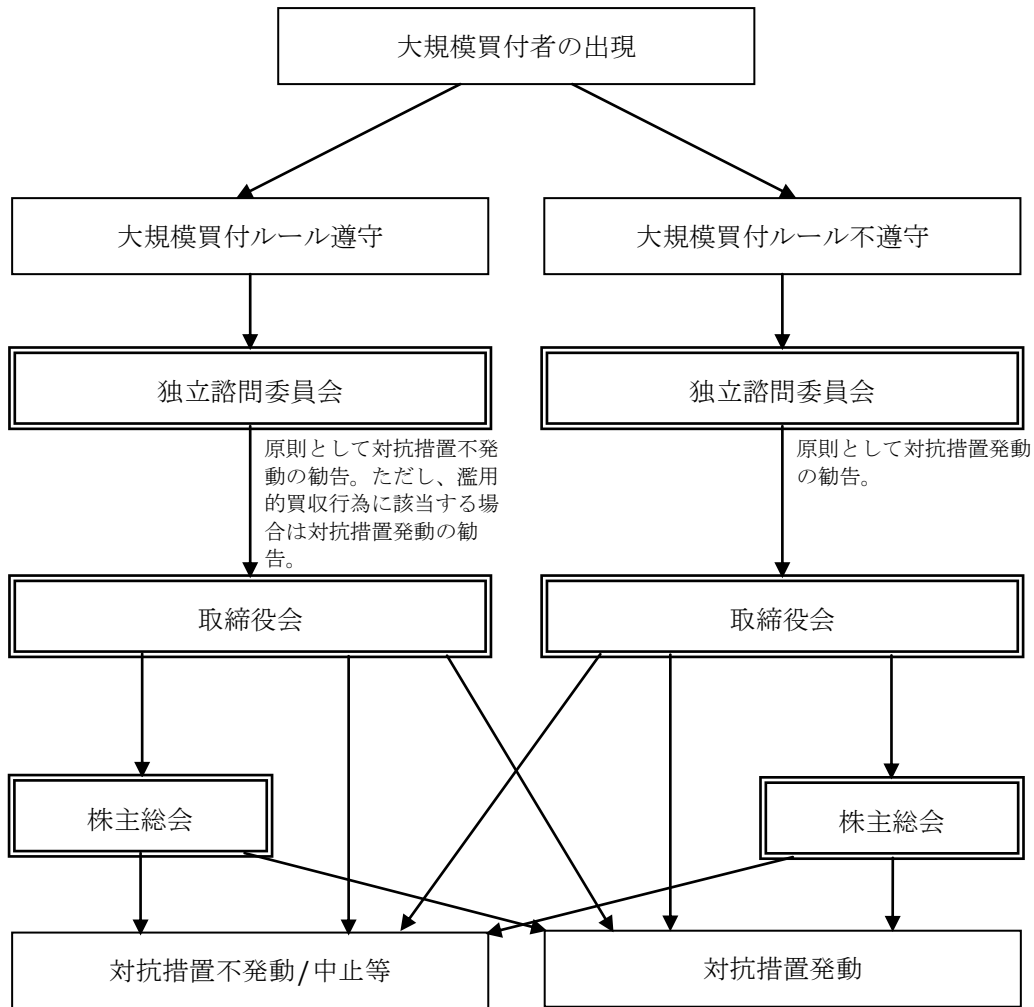 大規模買付者の出現
大規模買付ルール遵守
大規模買付ルール不遵守
独立諮問委員会
独立諮問委員会
原則として対抗措置不発
動の勧告。ただし、濫用
的買収行為に該当する場
合は対抗措置発動の勧
告。
原則として対抗措置発動
の勧告。
取締役会
取締役会
株主総会
株主総会
対抗措置不発動/中止等
対抗措置発動